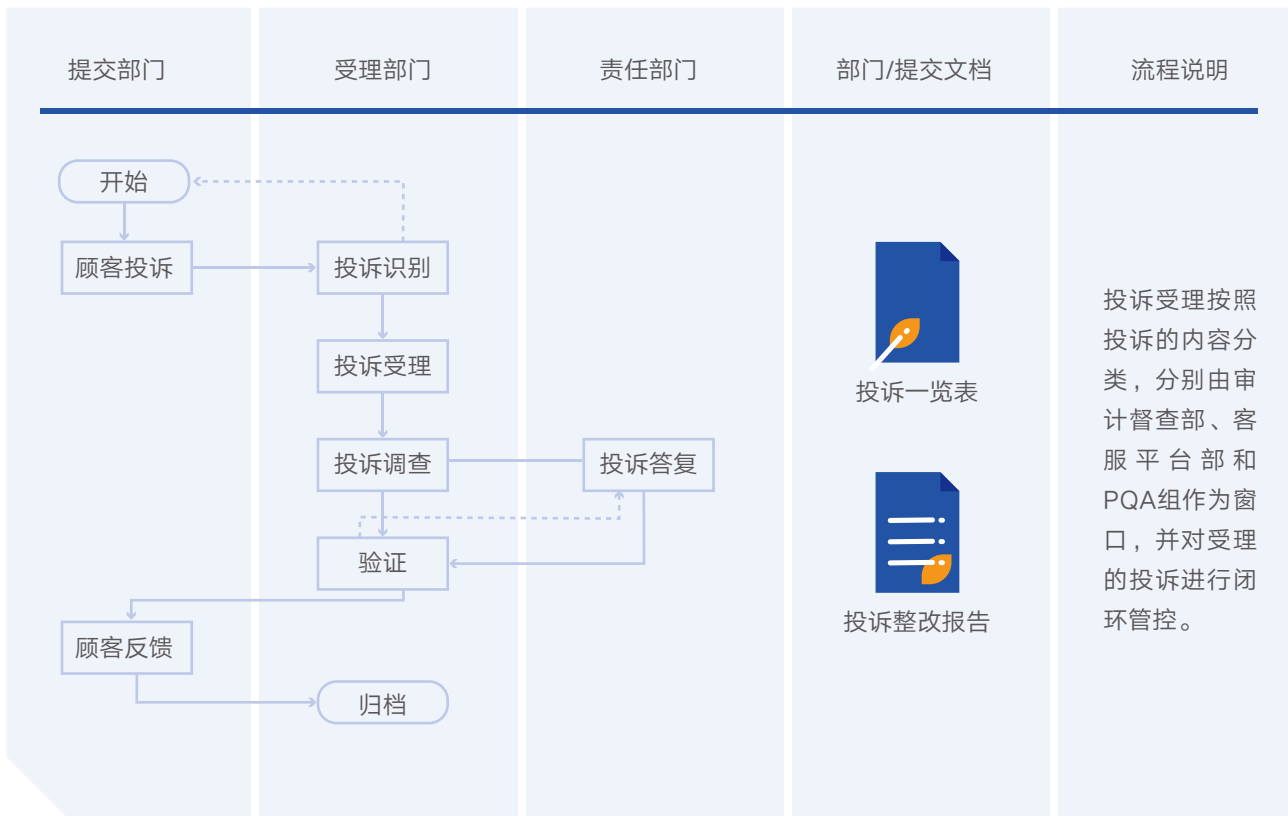 提交部门
受理部门
责任部门
部门/提交文档
流程说明
开始
顾客投诉
投诉识别
投诉受理
投诉调查
投诉答复
验证
顾客反馈
归档
投诉一览表
投诉整改报告
投诉受理按照
投诉的内容分
类，分别由审
计督查部、客
服平台部和
PQA组作为窗
口，并对受理
的投诉进行闭
环管控。